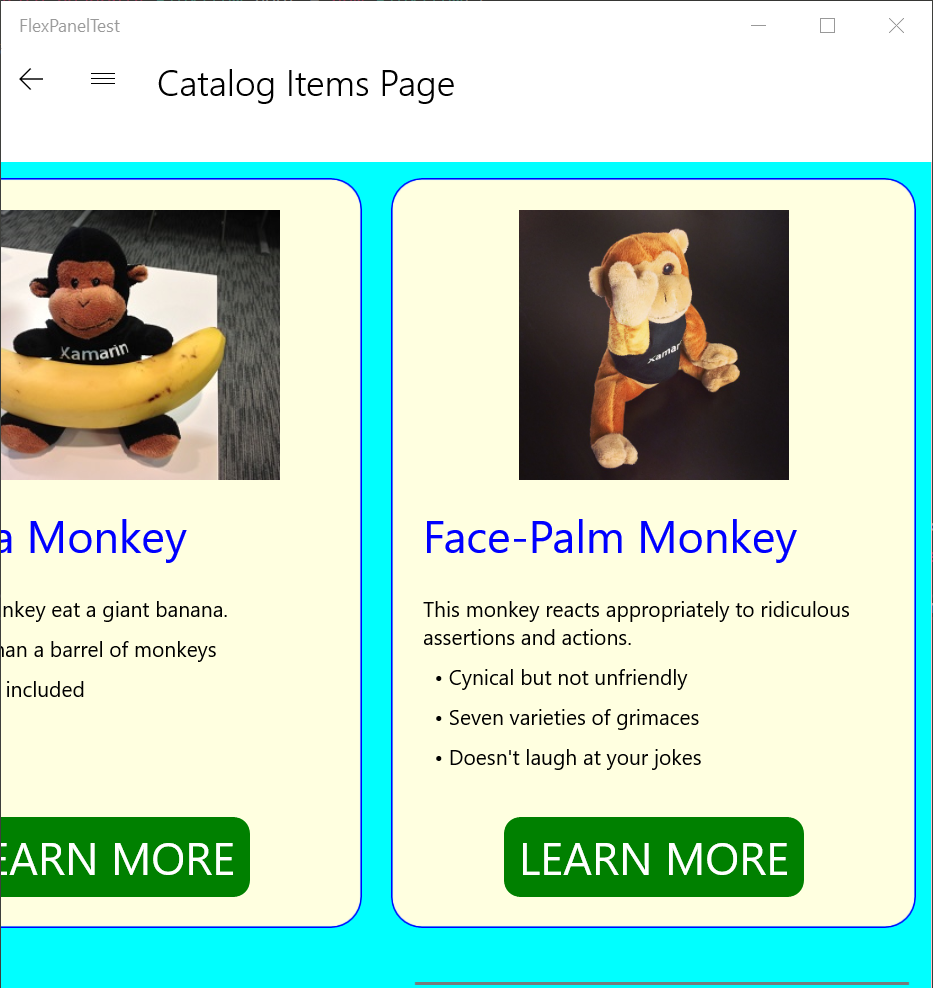 FlexPanelTest
Catalog Items Page
Xamarin
a Monkey
nkey eat a giant banana.
han a barrel of monkeys
included
EARN MORE
xamar
Face-Palm Monkey
This monkey reacts appropriately to ridiculous
assertions and actions.
• Cynical but not unfriendly
• Seven varieties of grimaces
• Doesn't laugh at your jokes
LEARN MORE